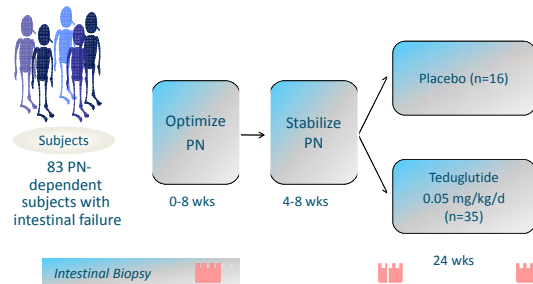 Subjects
83 PN-
dependent
subjects with
intestinal failure
Optimize
PN
0-8 wks
Stabilize
PN
4-8 wks
Placebo (n=16)
Teduglutide
0.05 mg/kg/d
(n=35)
24 wks
Intestinal Biopsy